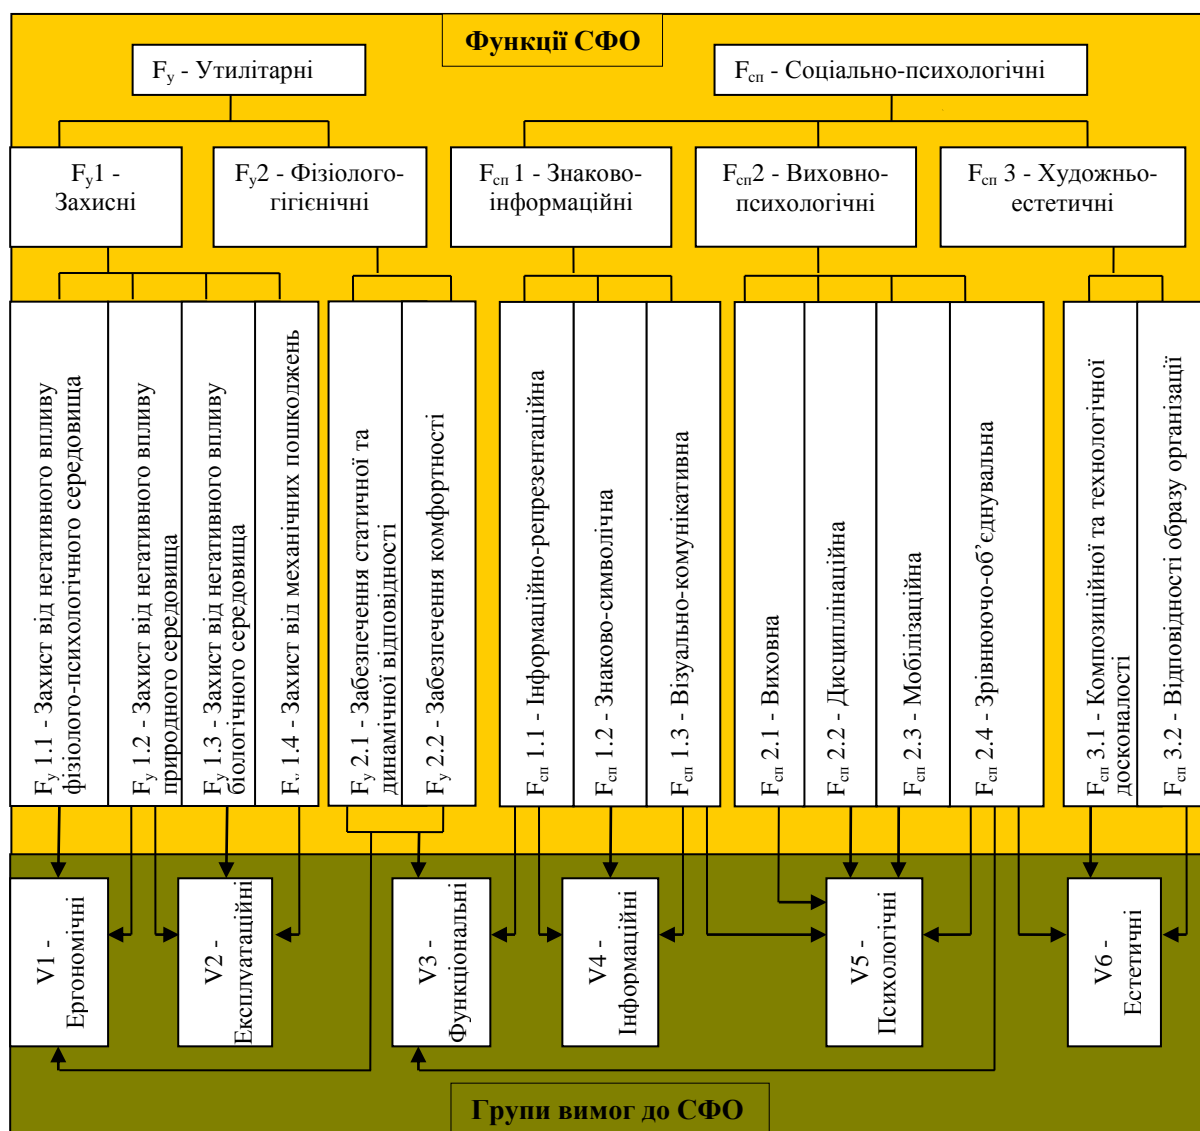 Функції СФО
Fу - Утилітарні
Fсп - Соціально-психологічні
Fу1 -
Захисні
Fу2 - Фізіолого-
гігієнічні
Fсп 1 - Знаково-
інформаційні
Fсп2 - Виховно-
психологічні
Fсп 3 - Художньо-
естетичні
Fу 1.1 - Захист від негативного впливу
фізіолого-психологічного середовища
Fу 1.2 - Захист від негативного впливу
природного середовища
Fу 1.3 - Захист від негативного впливу
біологічного середовища
Fу 1.4 - Захист від механічних пошкоджень
Fу 2.1 - Забезпечення статичної та
динамічної відповідності
Fу 2.2 - Забезпечення комфортності
Fсп 1.1 - Інформаційно-репрезентаційна
Fсп 1.2 - Знаково-символічна
Fсп 1.3 - Візуально-комунікативна
Fсп 2.1 - Виховна
Fсп 2.2 - Дисциплінаційна
Fсп 2.3 - Мобілізаційна
Fсп 2.4 - Зрівнюючо-об’єднувальна
Fсп 3.1 - Композиційної та технологічної
досконалості
Fсп 3.2 - Відповідності образу організації
V1 -
Ергономічні
V2 -
Експлуатаційні
V3 -
Функціональні
V4 -
Інформаційні
V5 -
Психологічні
V6 -
Естетичні
Групи вимог до СФО